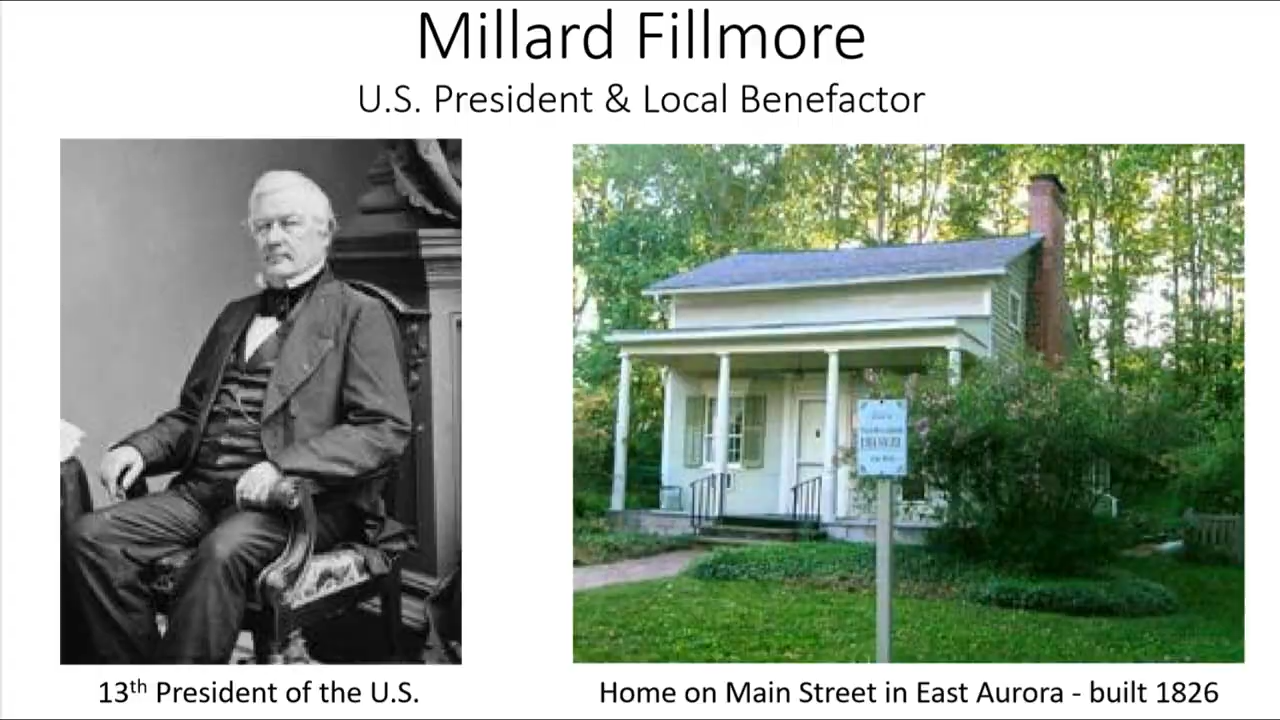 Millard Fillmore
U.S. President & Local Benefactor
13th President of the U.S.
Home on Main Street in East Aurora - built 1826